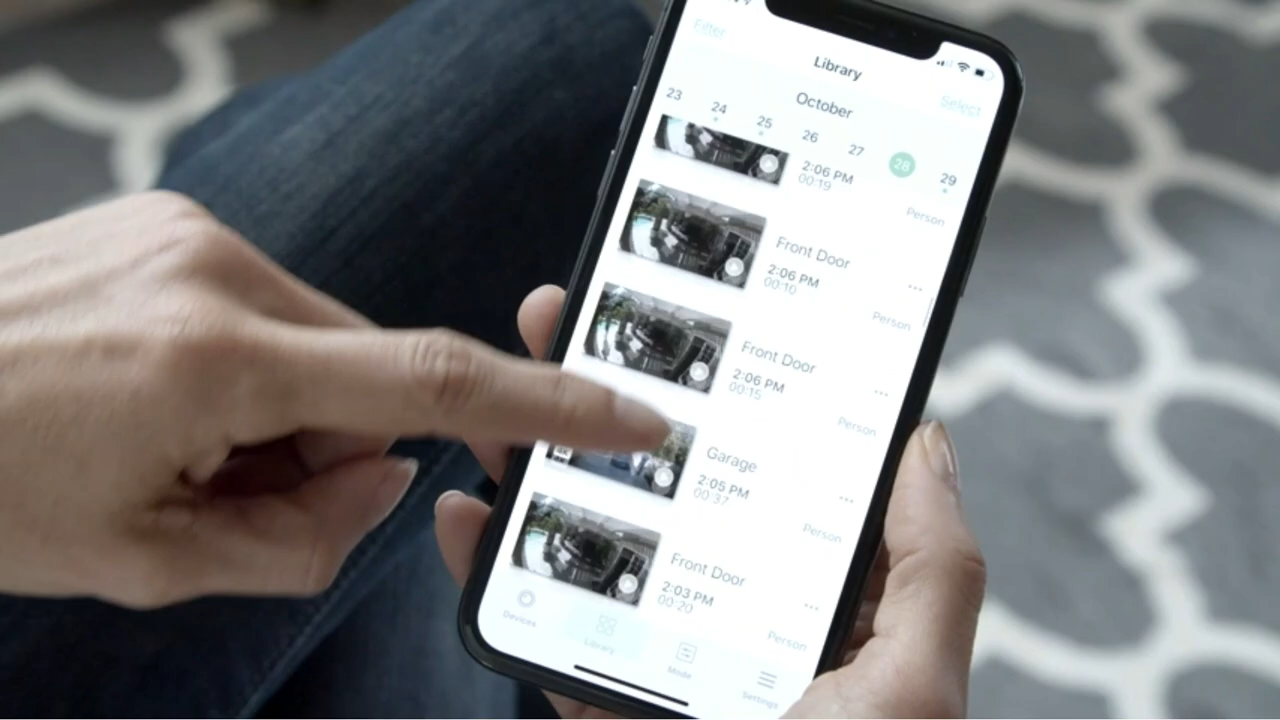 Filter
Library
Select
October
23 24 25 26 27 28 29
2:06 PM
00:19
Person
Front Door
2:06 PM
00:10
Person
Front Door
2:06 PM
00:15
Person
Garage
2:05 PM
00:37
Person
Front Door
2:03 PM
00:20
Person
Devices
Library
Mode
Settings